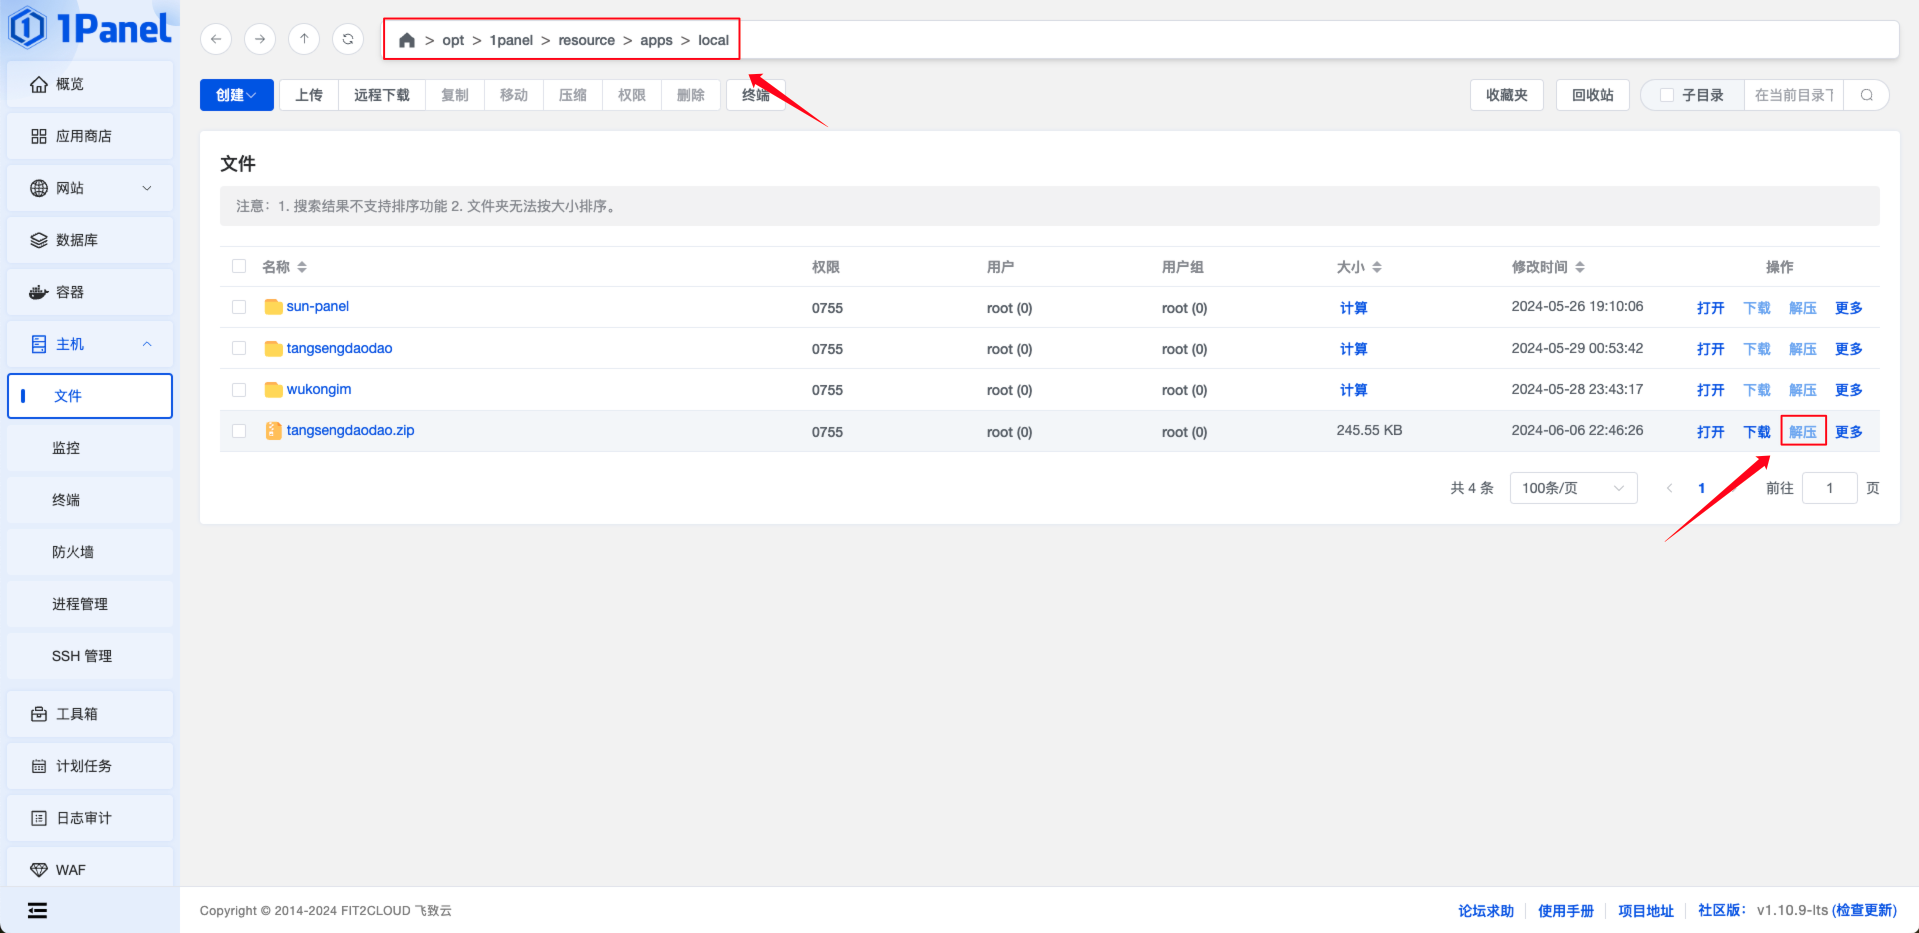 1Panel
概览
应用商店
网站
数据库
容器
主机
文件
监控
终端
防火墙
进程管理
SSH 管理
工具箱
计划任务
日志审计
WAF
> opt > 1panel > resource > apps > local
创建 上传 远程下载 复制 移动 压缩 权限 删除 终端 收藏夹 回收站 子目录 在当前目录下
文件
注意：1. 搜索结果不支持排序功能 2. 文件夹无法按大小排序。
名称 权限 用户 用户组 大小 修改时间 操作
sun-panel 0755 root (0) root (0) 计算 2024-05-26 19:10:06 打开 下载 解压 更多
tangsengdaodao 0755 root (0) root (0) 计算 2024-05-29 00:53:42 打开 下载 解压 更多
wukongim 0755 root (0) root (0) 计算 2024-05-28 23:43:17 打开 下载 解压 更多
tangsengdaodao.zip 0755 root (0) root (0) 245.55 KB 2024-06-06 22:46:26 打开 下载 解压 更多
共 4 条 100条/页 < 1 前往 1 页
Copyright © 2014-2024 FIT2CLOUD 飞致云 论坛求助 使用手册 项目地址 社区版： v1.10.9-lts (检查更新)